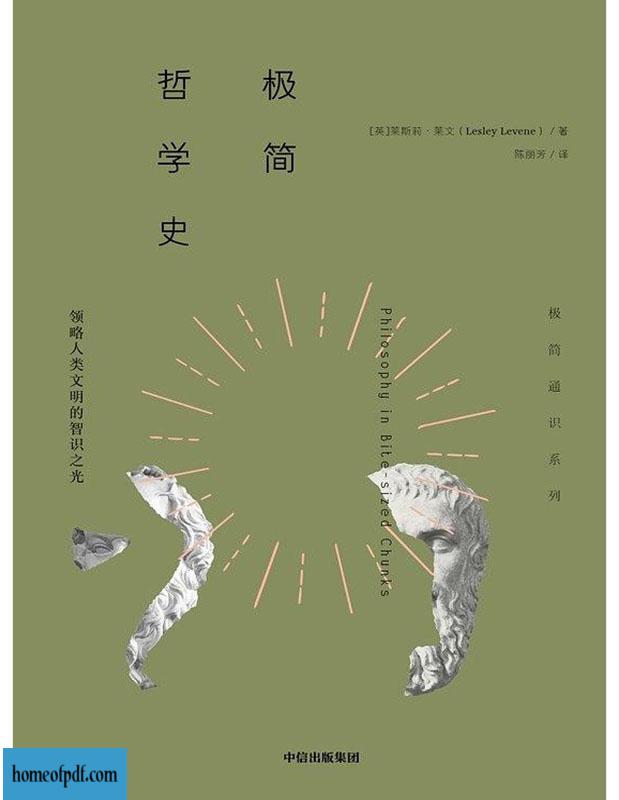 极简
哲学史
[英]莱斯莉·莱文(Lesley Levene) / 著
陈丽芳 / 译
领略人类文明的智识之光
Philosophy in Bite-sized Chunks
极简通识系列
中信出版集团
homeofpdf.com